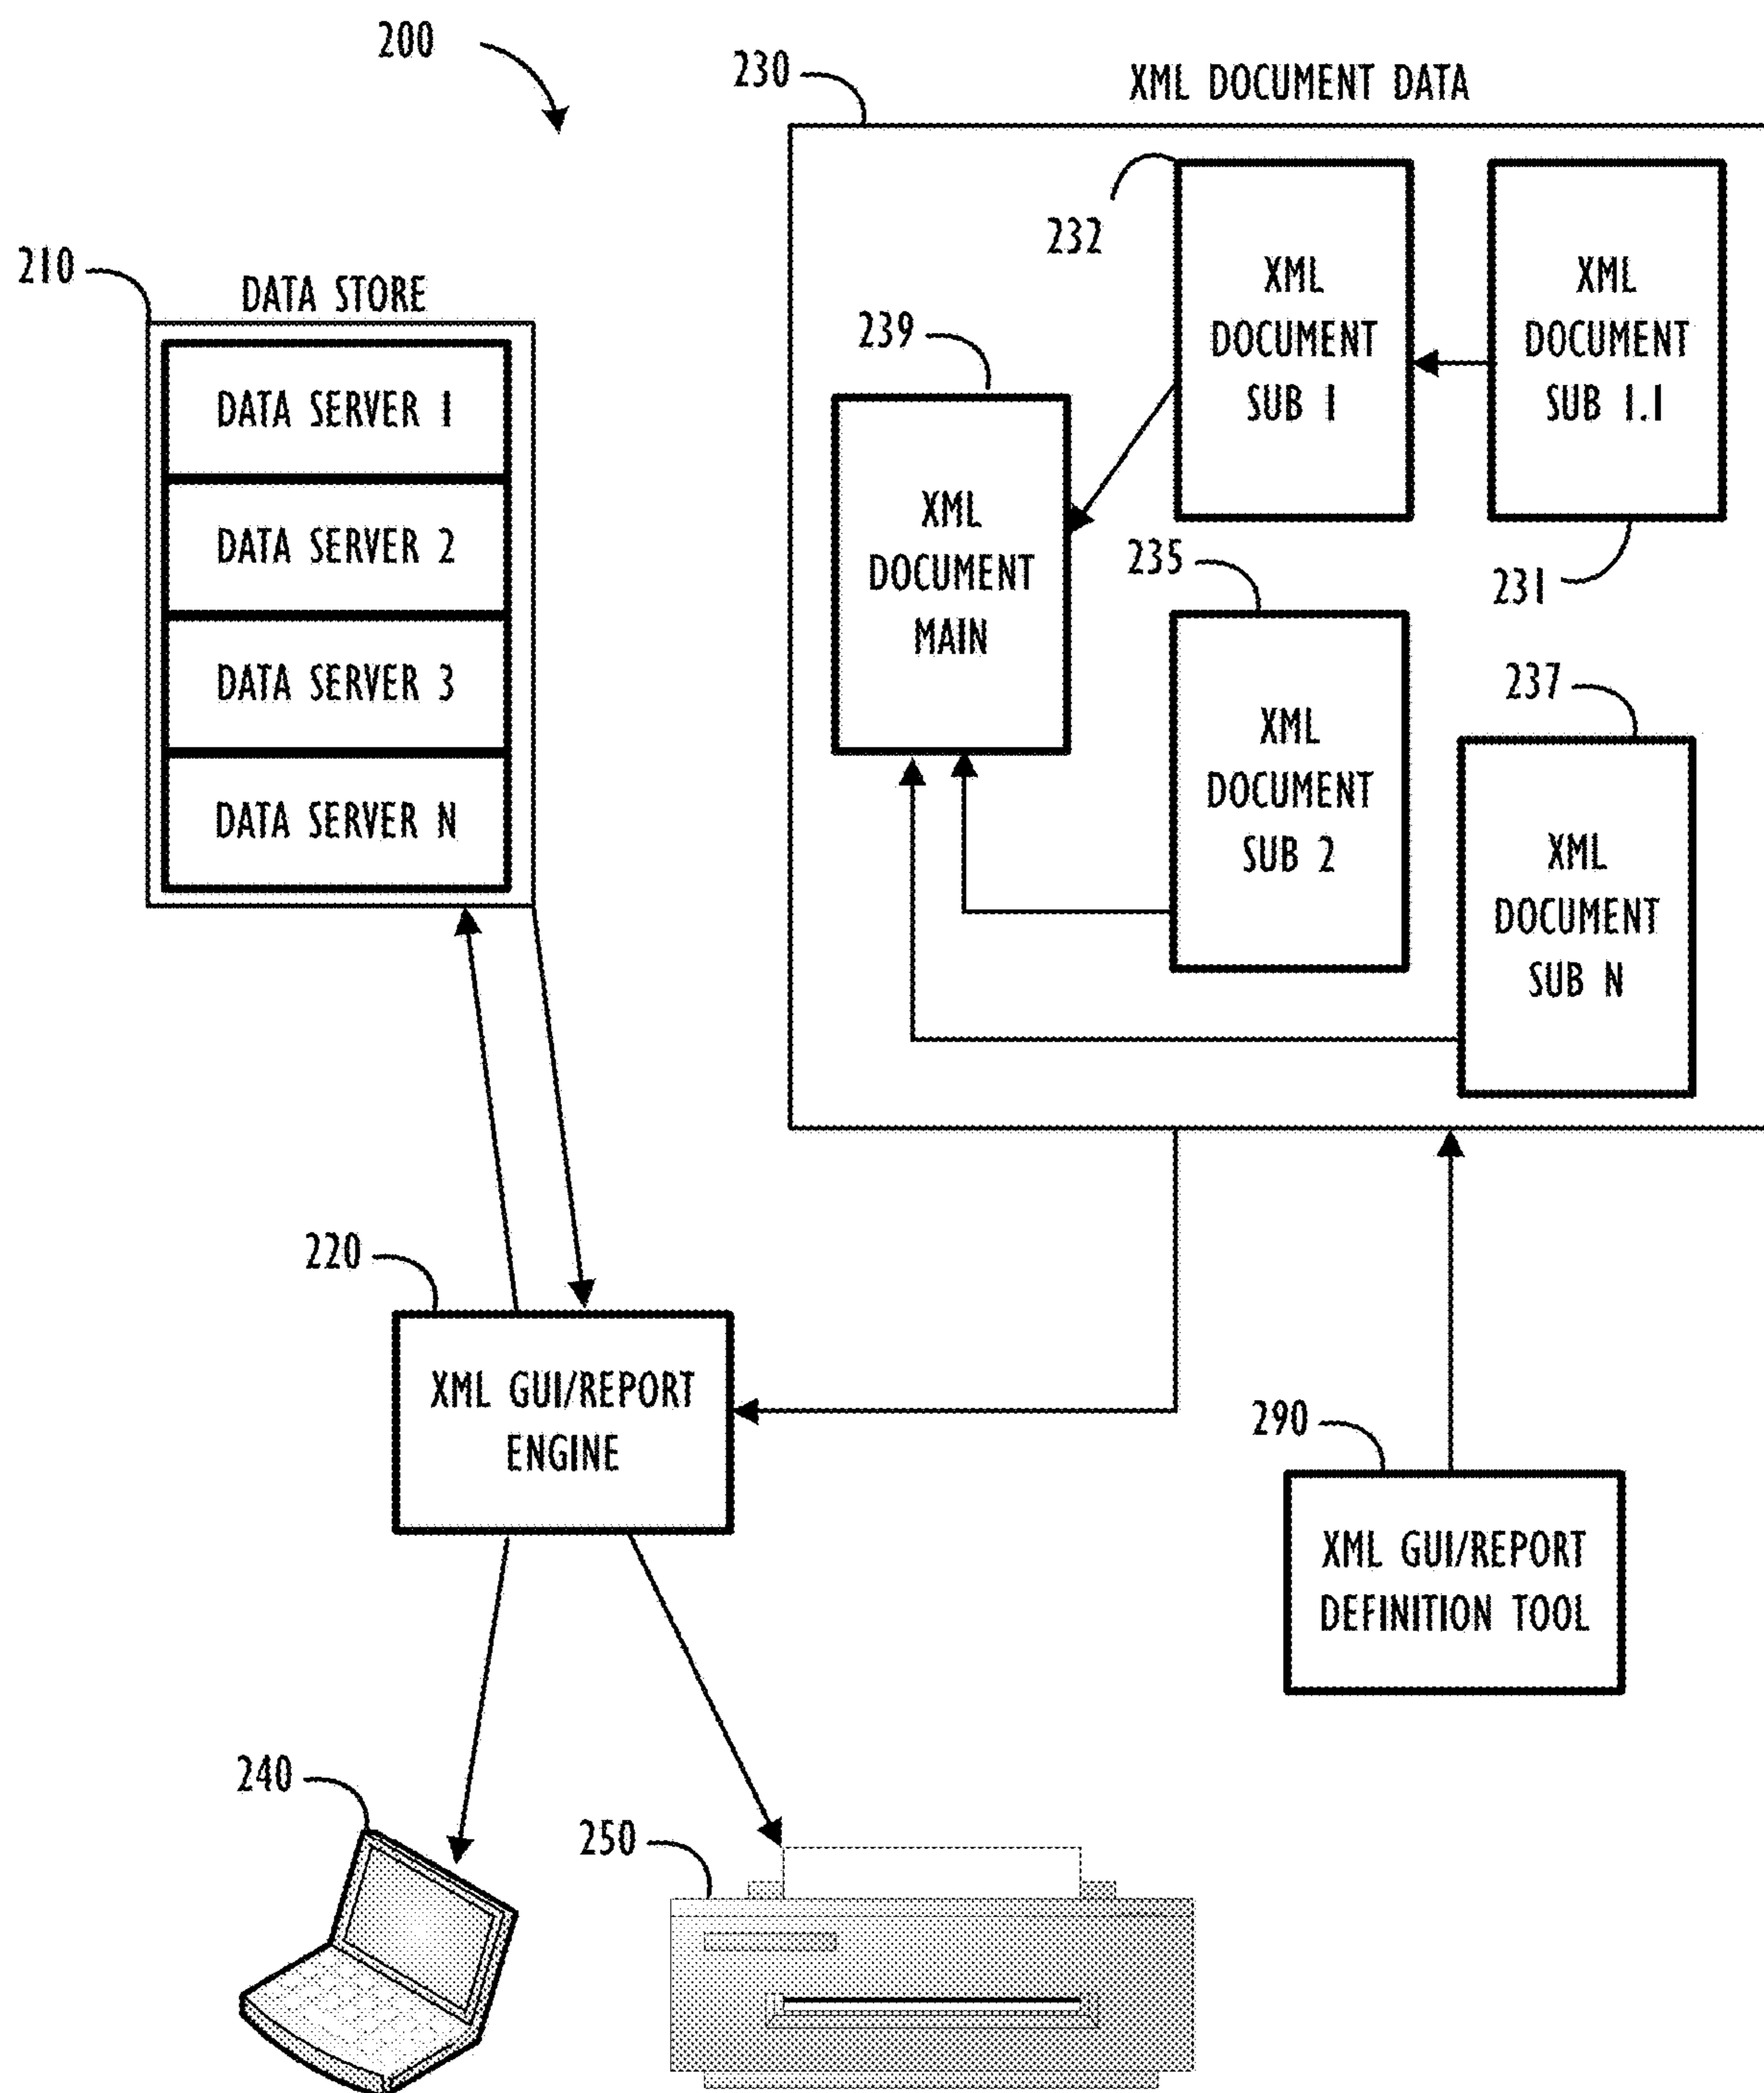 200
230
XML DOCUMENT DATA
232
XML
DOCUMENT
SUB 1
XML
DOCUMENT
SUB 1.1
231
210
DATA STORE
DATA SERVER 1
DATA SERVER 2
DATA SERVER 3
DATA SERVER N
239
XML
DOCUMENT
MAIN
235
XML
DOCUMENT
SUB 2
237
XML
DOCUMENT
SUB N
220
XML GUI/REPORT
ENGINE
290
XML GUI/REPORT
DEFINITION TOOL
240
250